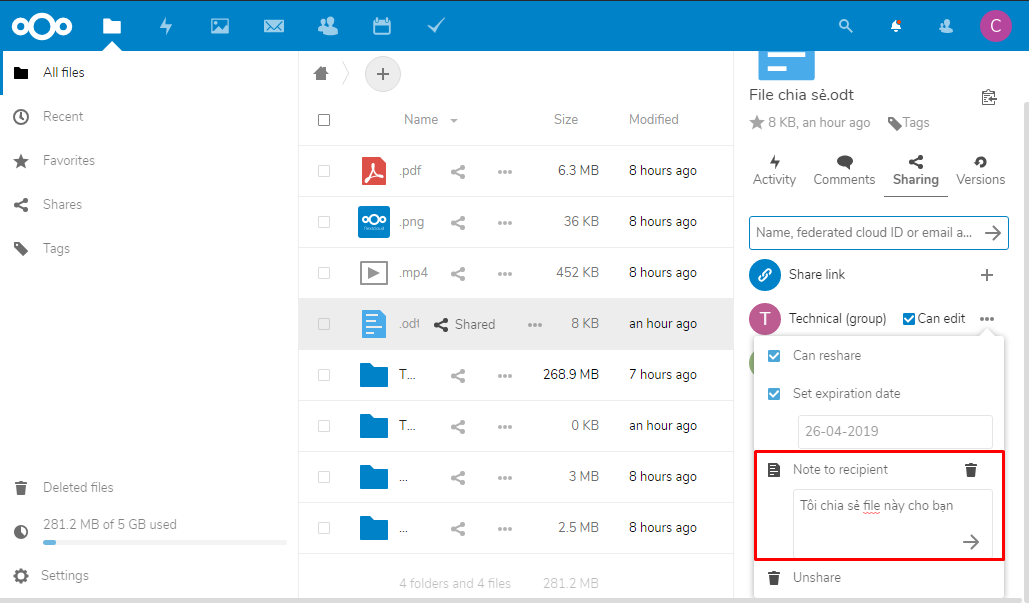 C
All files
Recent
Favorites
Shares
Tags
Deleted files
281.2 MB of 5 GB used
Settings
Name Size Modified
.pdf 6.3 MB 8 hours ago
nextcloud
.png 36 KB 8 hours ago
.mp4 452 KB 8 hours ago
.odt Shared 8 KB an hour ago
T... 268.9 MB 7 hours ago
T... 0 KB an hour ago
... 3 MB 8 hours ago
... 2.5 MB 8 hours ago
4 folders and 4 files 281.2 MB
File chia sẻ.odt
8 KB, an hour ago Tags
Activity Comments Sharing Versions
Name, federated cloud ID or email a...
Share link
T Technical (group) Can edit
Can reshare
Set expiration date
26-04-2019
Note to recipient
Tôi chia sẻ file này cho bạn
Unshare